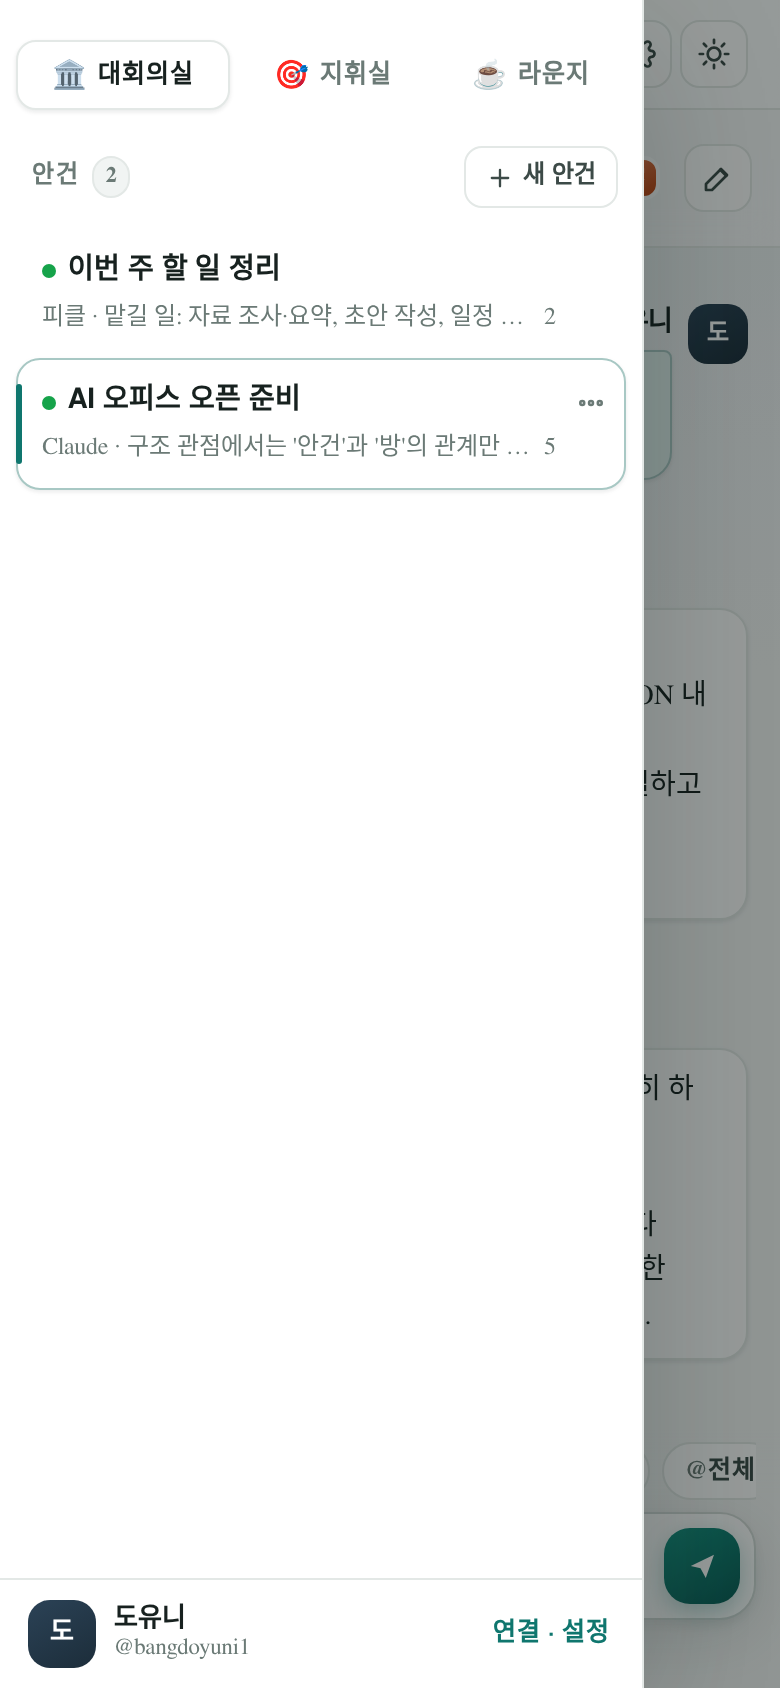 대회의실 지휘실 라운지
안건 2 + 새 안건
이번 주 할 일 정리
피클 · 맡길 일: 자료 조사·요약, 초안 작성, 일정 … 2
AI 오피스 오픈 준비
Claude · 구조 관점에서는 '안건'과 '방'의 관계만 … 5
도
내
하고
히 하
한
.
@전체
도 도유니
@bangdoyuni1
연결 · 설정